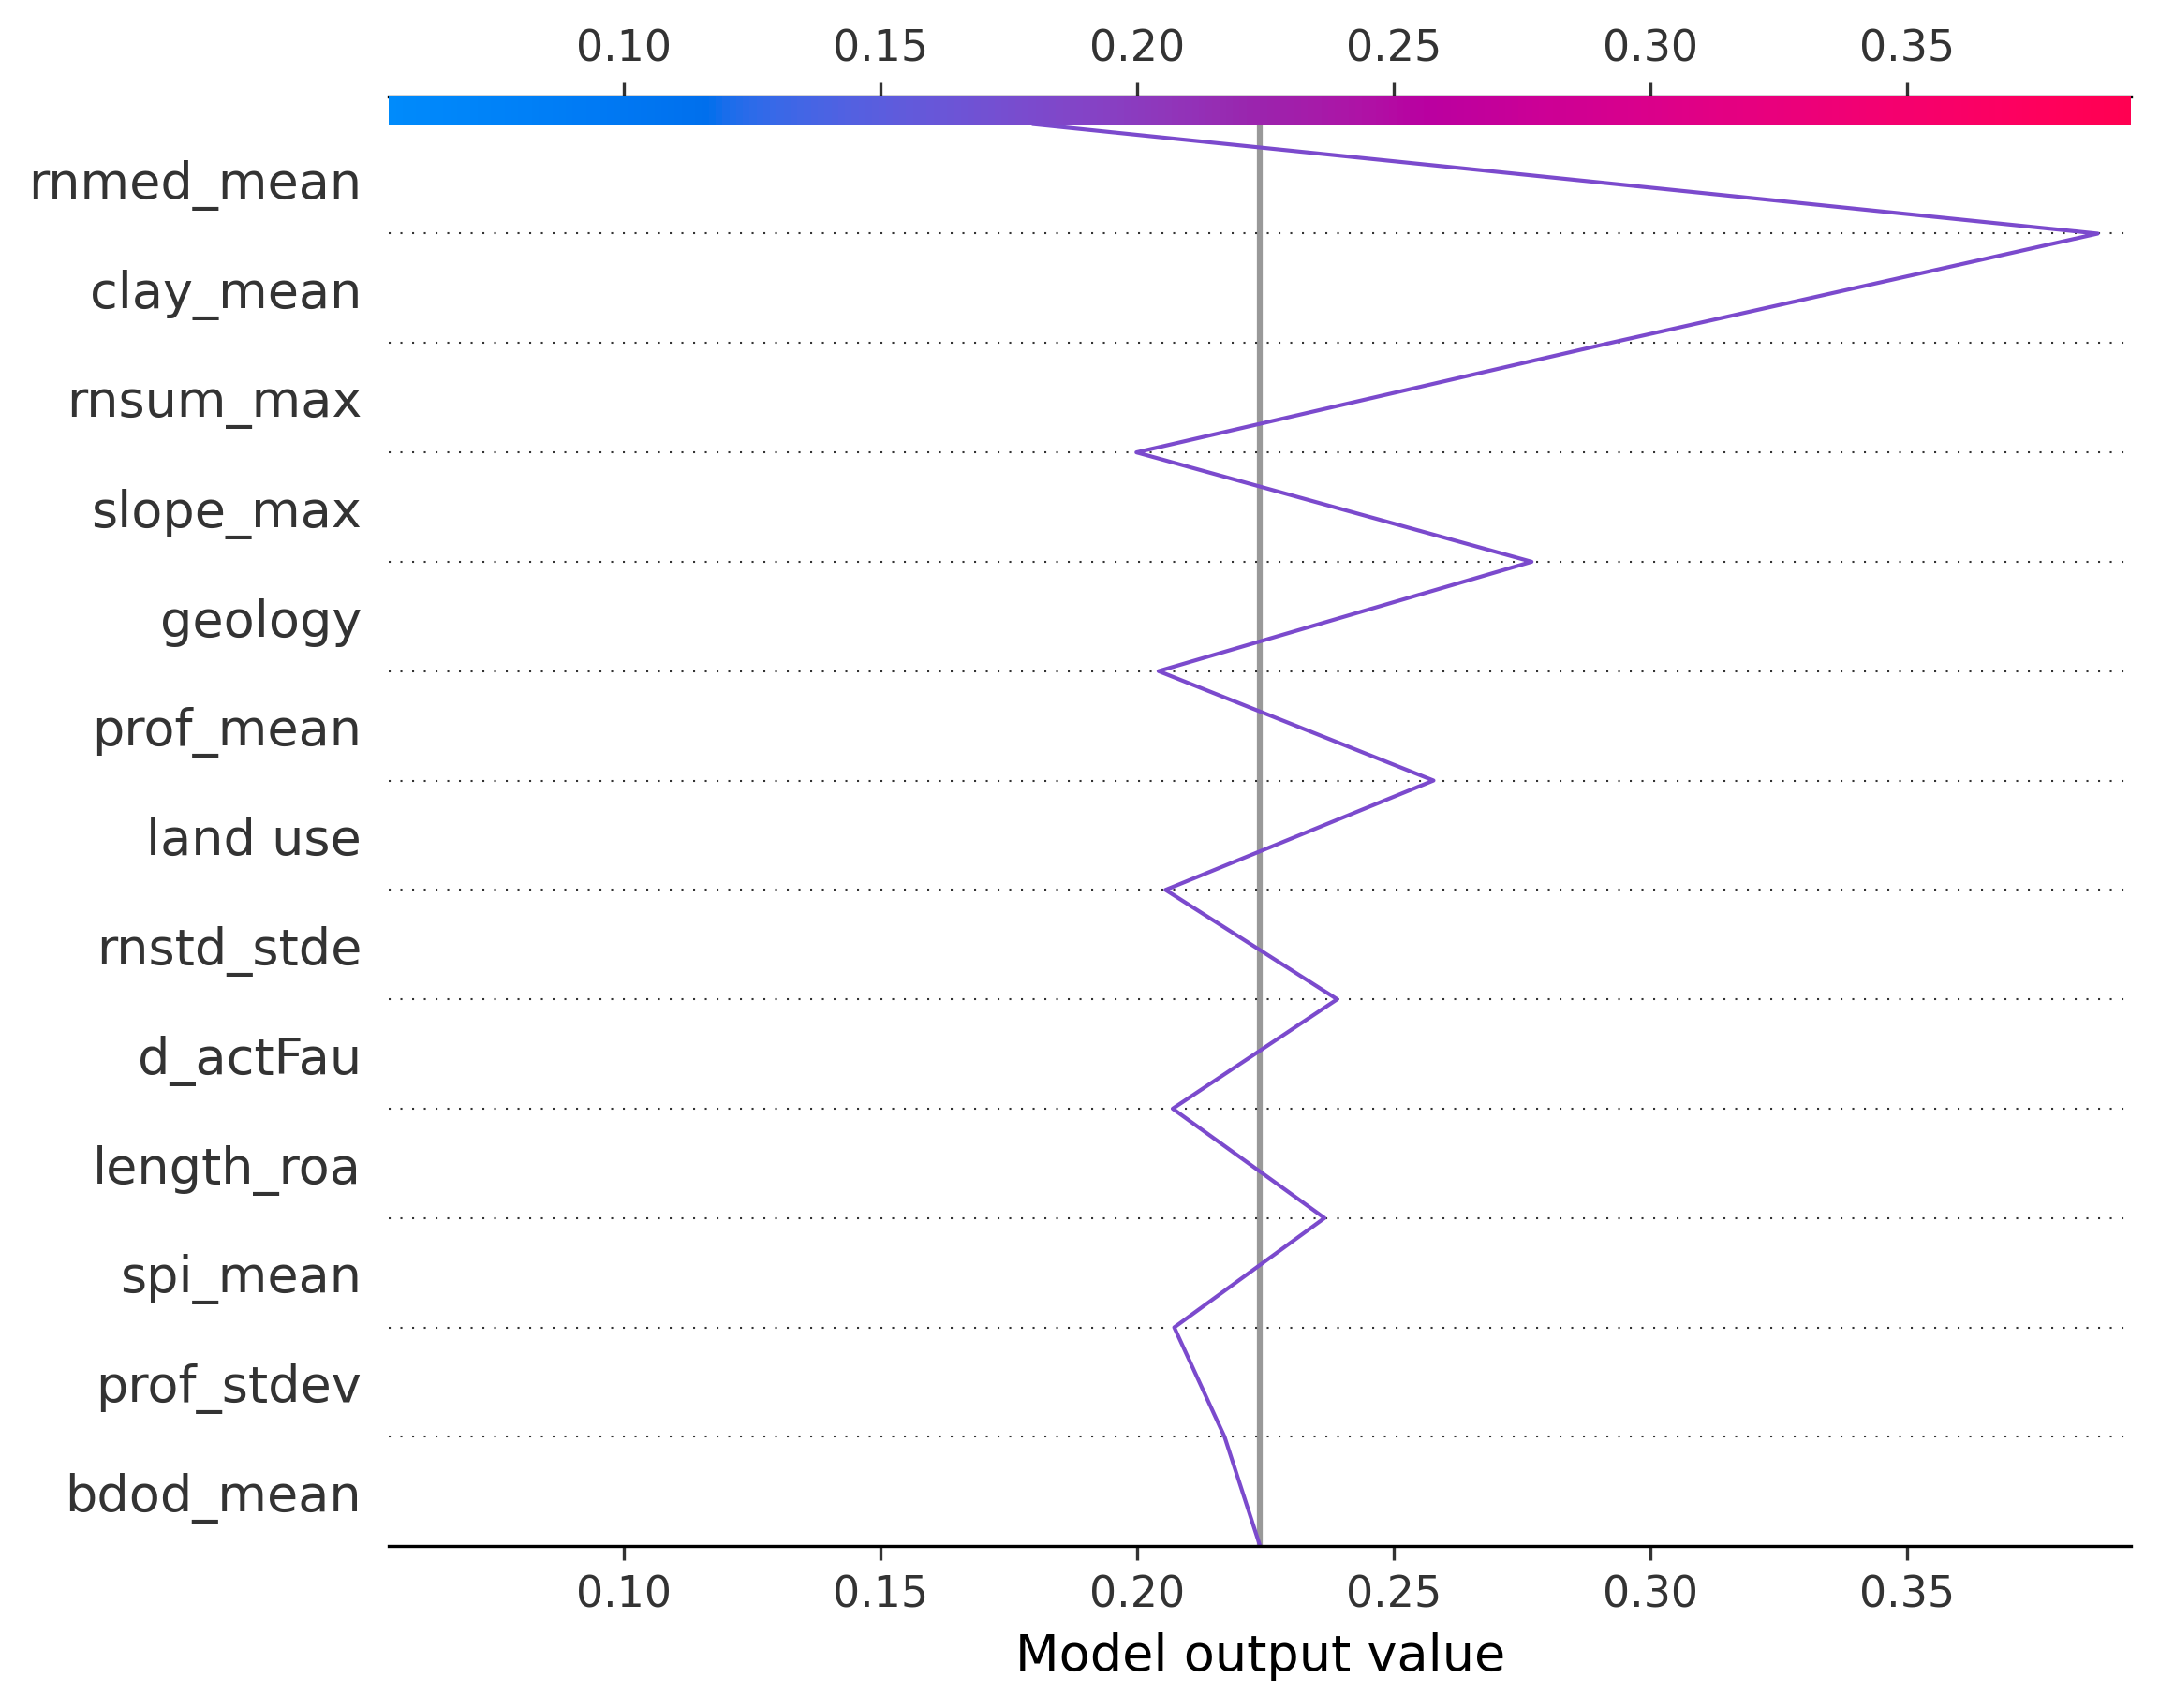 0.10 0.15 0.20 0.25 0.30 0.35
rnmed_mean
clay_mean
rnsum_max
slope_max
geology
prof_mean
land use
rnstd_stde
d_actFau
length_roa
spi_mean
prof_stdev
bdod_mean
0.10 0.15 0.20 0.25 0.30 0.35
Model output value